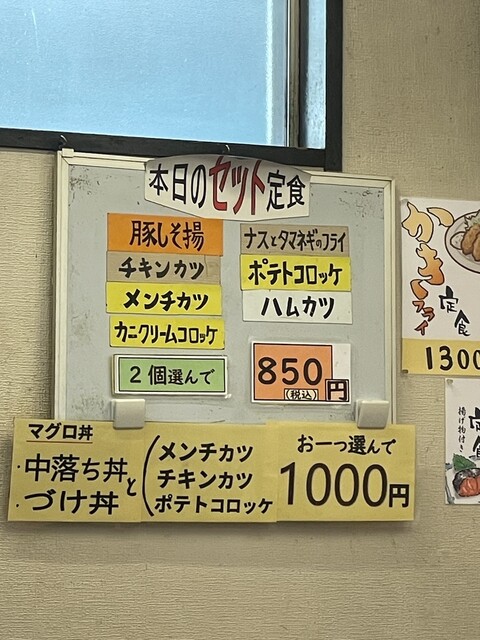 本日のセット定食
豚しそ揚
チキンカツ
メンチカツ
カニクリームコロッケ
ナスとタマネギのフライ
ポテトコロッケ
ハムカツ
2個選んで
850円
(税込)
マグロ丼
・中落ち丼
・づけ丼
と
メンチカツ
チキンカツ
ポテトコロッケ
お一つ選んで
1000円
かきフライ
定食
1300
揚げ物付き